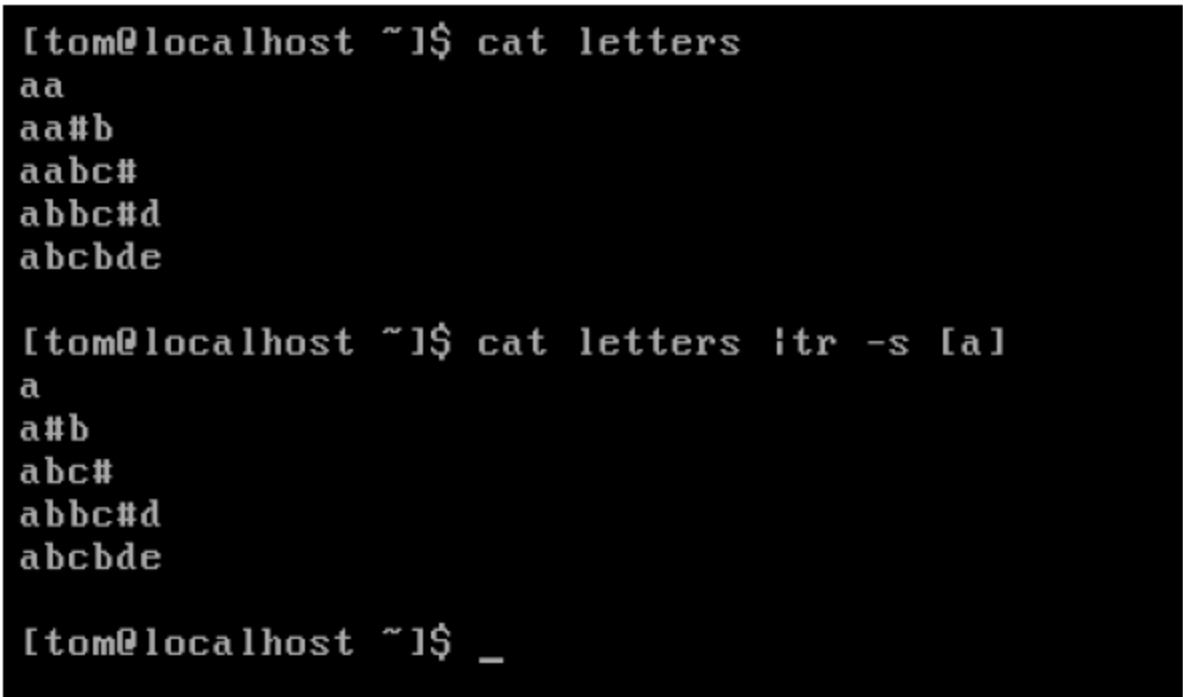 [tom@localhost ~]$ cat letters
aa
aa#b
aabc#
abbc#d
abcbde
[tom@localhost ~]$ cat letters |tr -s [a]
a
a#b
abc#
abbc#d
abcbde
[tom@localhost ~]$ _